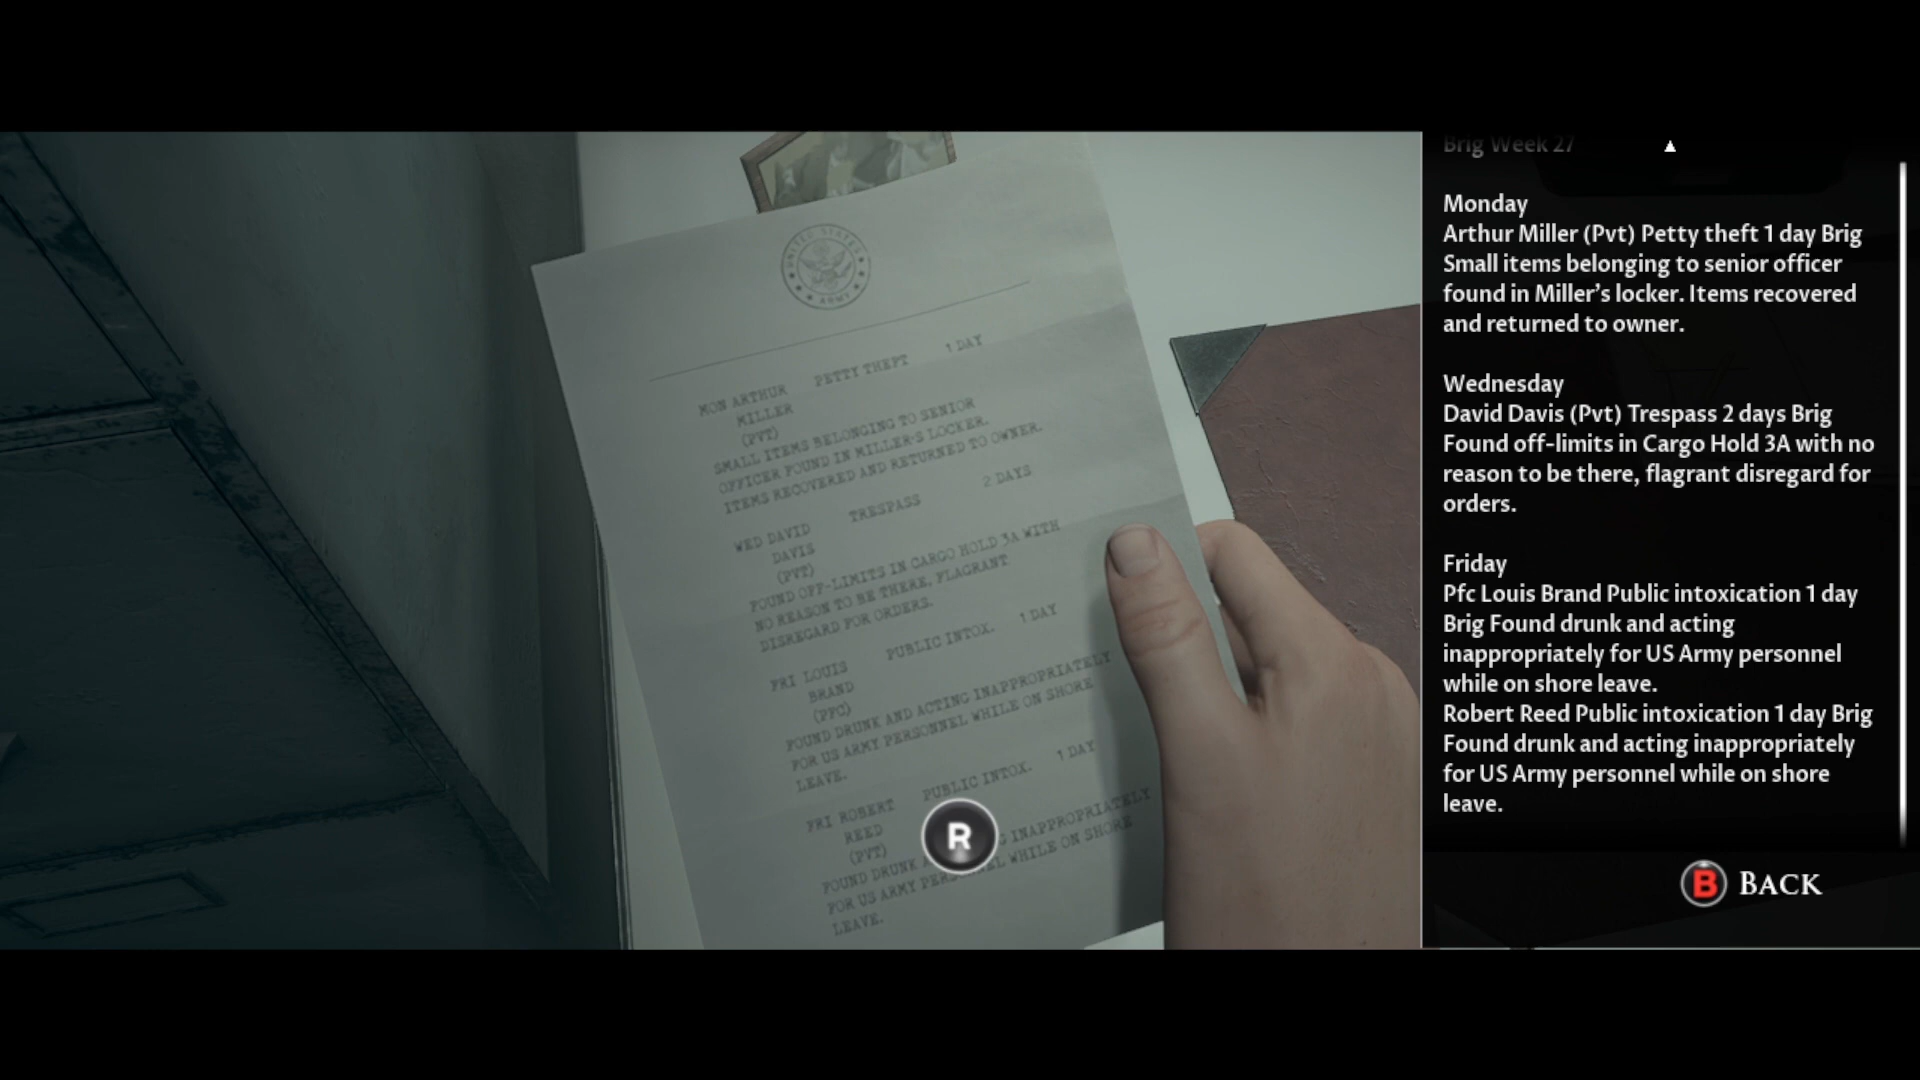 UNITED STATES
ARMY
MON ARTHUR PETTY THEFT 1 DAY
MILLER
(PVT)
SMALL ITEMS BELONGING TO SENIOR
OFFICER FOUND IN MILLER'S LOCKER.
ITEMS RECOVERED AND RETURNED TO OWNER.
WED DAVID TRESPASS 2 DAYS
DAVIS
(PVT)
FOUND OFF-LIMITS IN CARGO HOLD 3A WITH
NO REASON TO BE THERE, FLAGRANT
DISREGARD FOR ORDERS.
FRI LOUIS PUBLIC INTOX. 1 DAY
BRAND
(PFC)
FOUND DRUNK AND ACTING INAPPROPRIATELY
FOR US ARMY PERSONNEL WHILE ON SHORE
LEAVE.
FRI ROBERT PUBLIC INTOX. 1 DAY
REED
(PVT)
FOUND DRUNK INAPPROPRIATELY
FOR US ARMY PERSONNEL WHILE ON SHORE
LEAVE.
R
Brig Week 27
Monday
Arthur Miller (Pvt) Petty theft 1 day Brig
Small items belonging to senior officer
found in Miller's locker. Items recovered
and returned to owner.
Wednesday
David Davis (Pvt) Trespass 2 days Brig
Found off-limits in Cargo Hold 3A with no
reason to be there, flagrant disregard for
orders.
Friday
Pfc Louis Brand Public intoxication 1 day
Brig Found drunk and acting
inappropriately for US Army personnel
while on shore leave.
Robert Reed Public intoxication 1 day Brig
Found drunk and acting inappropriately
for US Army personnel while on shore
leave.
B BACK